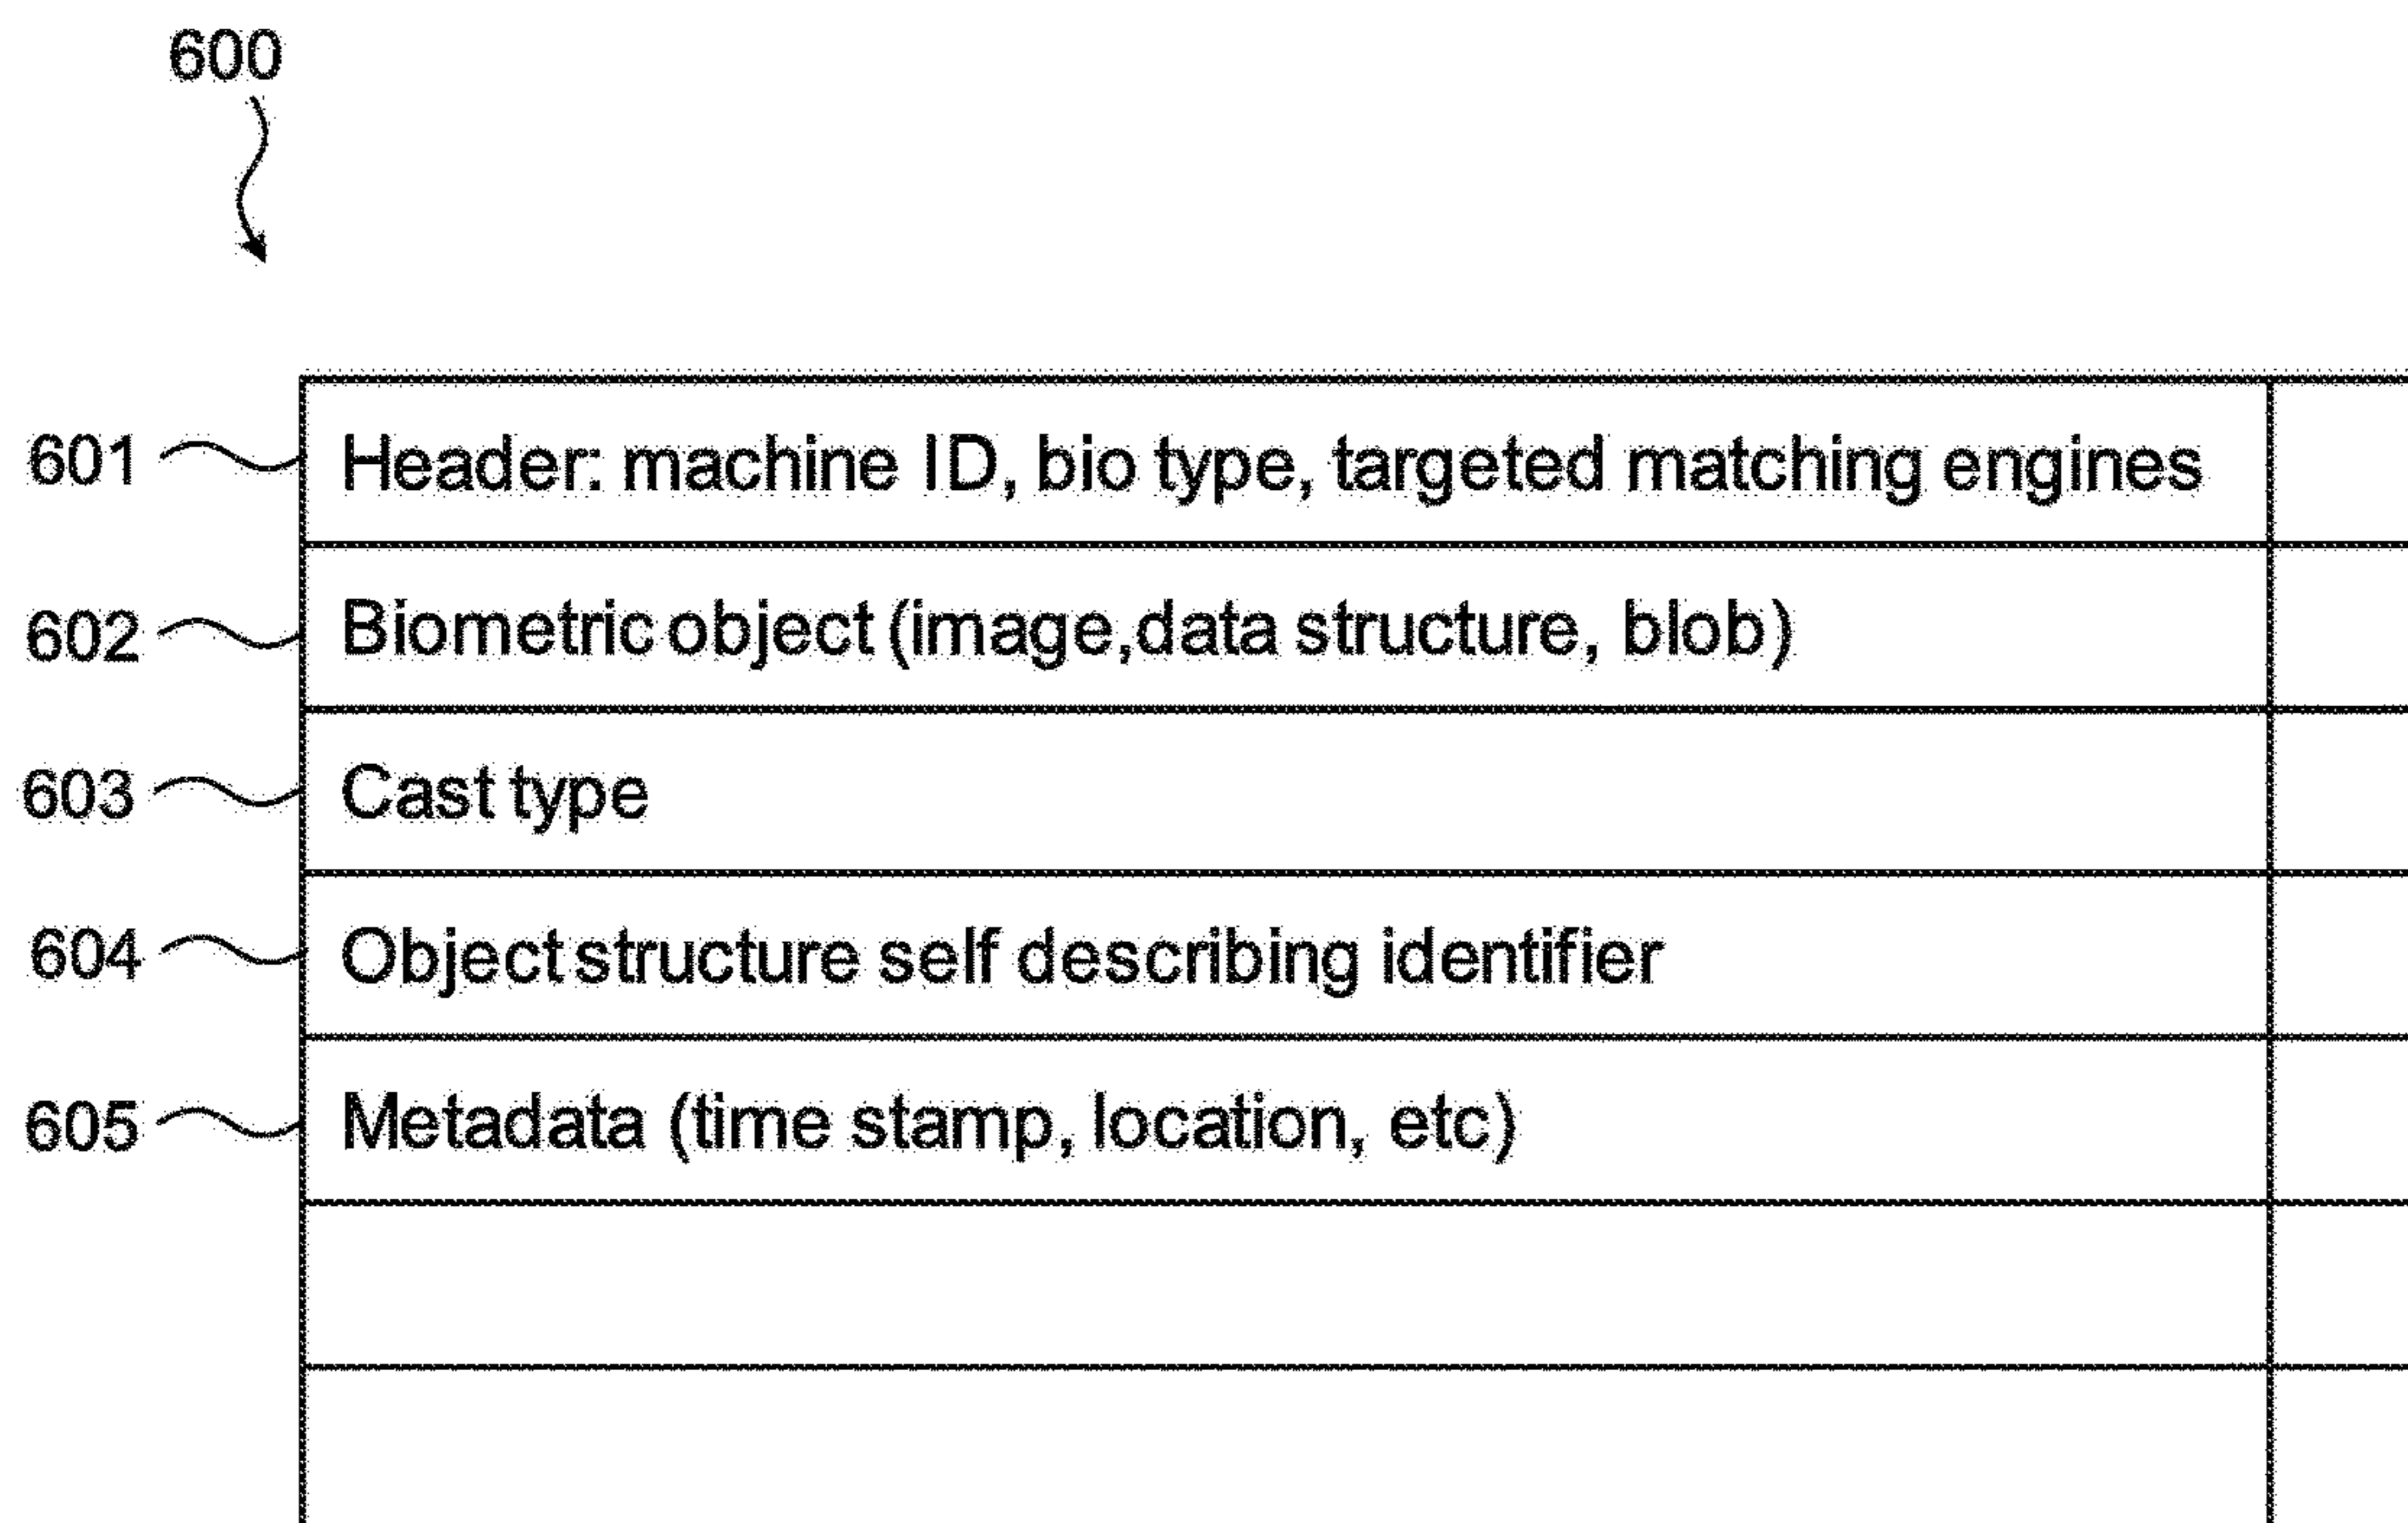 600
601 Header: machine ID, bio type, targeted matching engines
602 Biometric object (image,data structure, blob)
603 Cast type
604 Object structure self describing identifier
605 Metadata (time stamp, location, etc)